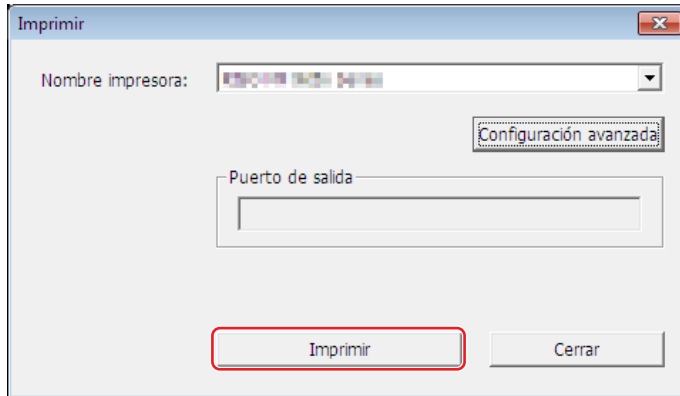 Imprimir
Nombre impresora:
Configuración avanzada
Puerto de salida
Imprimir
Cerrar